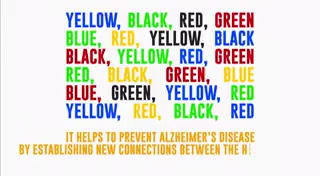 YELLOW, BLACK, RED, GREEN
BLUE, RED, YELLOW, BLACK
BLACK, YELLOW, RED, GREEN
RED, BLACK, GREEN, BLUE
BLUE, GREEN, YELLOW, RED
YELLOW, RED, BLACK, RED
IT HELPS TO PREVENT ALZHEIMER'S DISEASE
BY ESTABLISHING NEW CONNECTIONS BETWEEN THE H